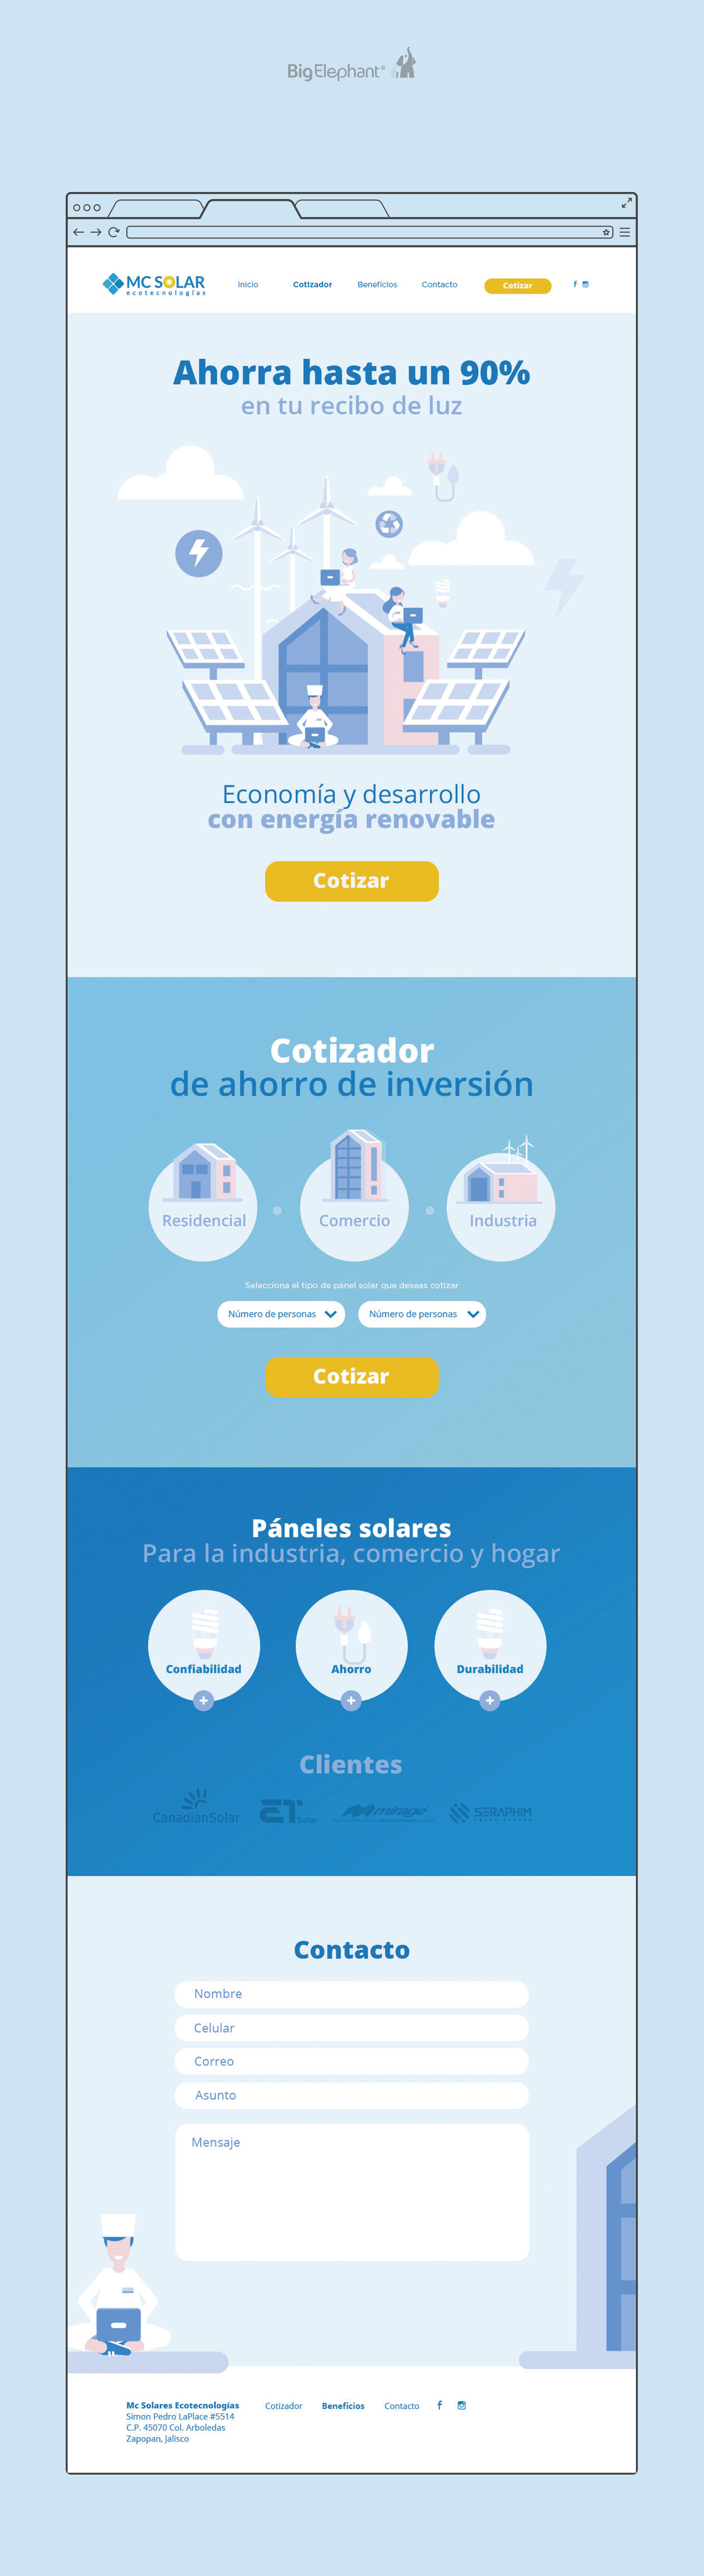 BigElephant®
MC SOLAR
ecotecnologías
Inicio
Cotizador
Beneficios
Contacto
Cotizar
Ahorra hasta un 90%
en tu recibo de luz
Economía y desarrollo
con energía renovable
Cotizar
Cotizador
de ahorro de inversión
Residencial
Comercio
Industria
Selecciona el tipo de pánel solar que deseas cotizar
Número de personas
Número de personas
Cotizar
Páneles solares
Para la industria, comercio y hogar
Confiabilidad
Ahorro
Durabilidad
Clientes
CanadianSolar
ET Solar
mirage
SERAPHIM
Contacto
Nombre
Celular
Correo
Asunto
Mensaje
Mc Solares Ecotecnologías
Simon Pedro LaPlace #5514
C.P. 45070 Col. Arboledas
Zapopan, Jalisco
Cotizador
Beneficios
Contacto